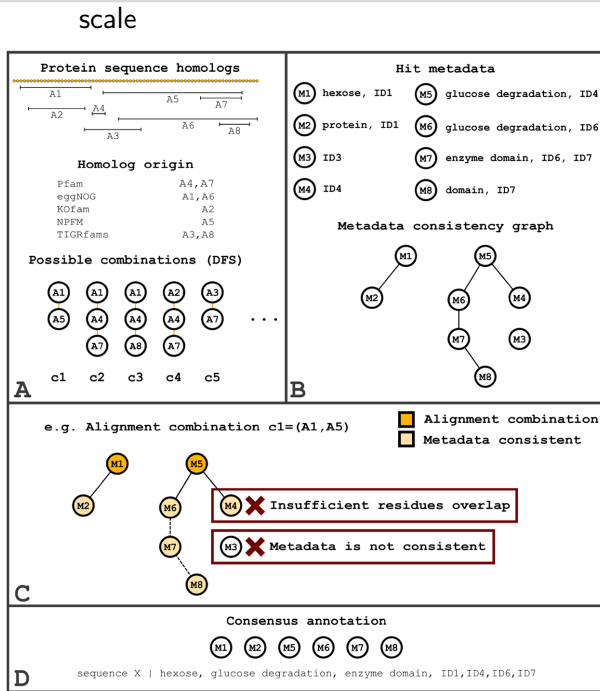 scale
Protein sequence homologs
A1
A5
A7
A2
A4
A6
A3
A8
Homolog origin
Pfam A4,A7
eggNOG A1,A6
KOfam A2
NPFM A5
TIGRfams A3,A8
Possible combinations (DFS)
A1 A1 A1 A2 A3
A5 A4 A4 A4 A7 ...
A7 A8 A7
c1 c2 c3 c4 c5
A
Hit metadata
M1 hexose, ID1
M5 glucose degradation, ID4
M2 protein, ID1
M6 glucose degradation, ID6
M3 ID3
M7 enzyme domain, ID6, ID7
M4 ID4
M8 domain, ID7
Metadata consistency graph
M1 M5
M2 M6 M4
M7 M3
M8
B
e.g. Alignment combination c1=(A1,A5)
Alignment combination
Metadata consistent
M1 M5
M2 M6 M4 Insufficient residues overlap
M7 M3 Metadata is not consistent
M8
C
Consensus annotation
M1 M2 M5 M6 M7 M8
sequence X | hexose, glucose degradation, enzyme domain, ID1,ID4,ID6,ID7
D